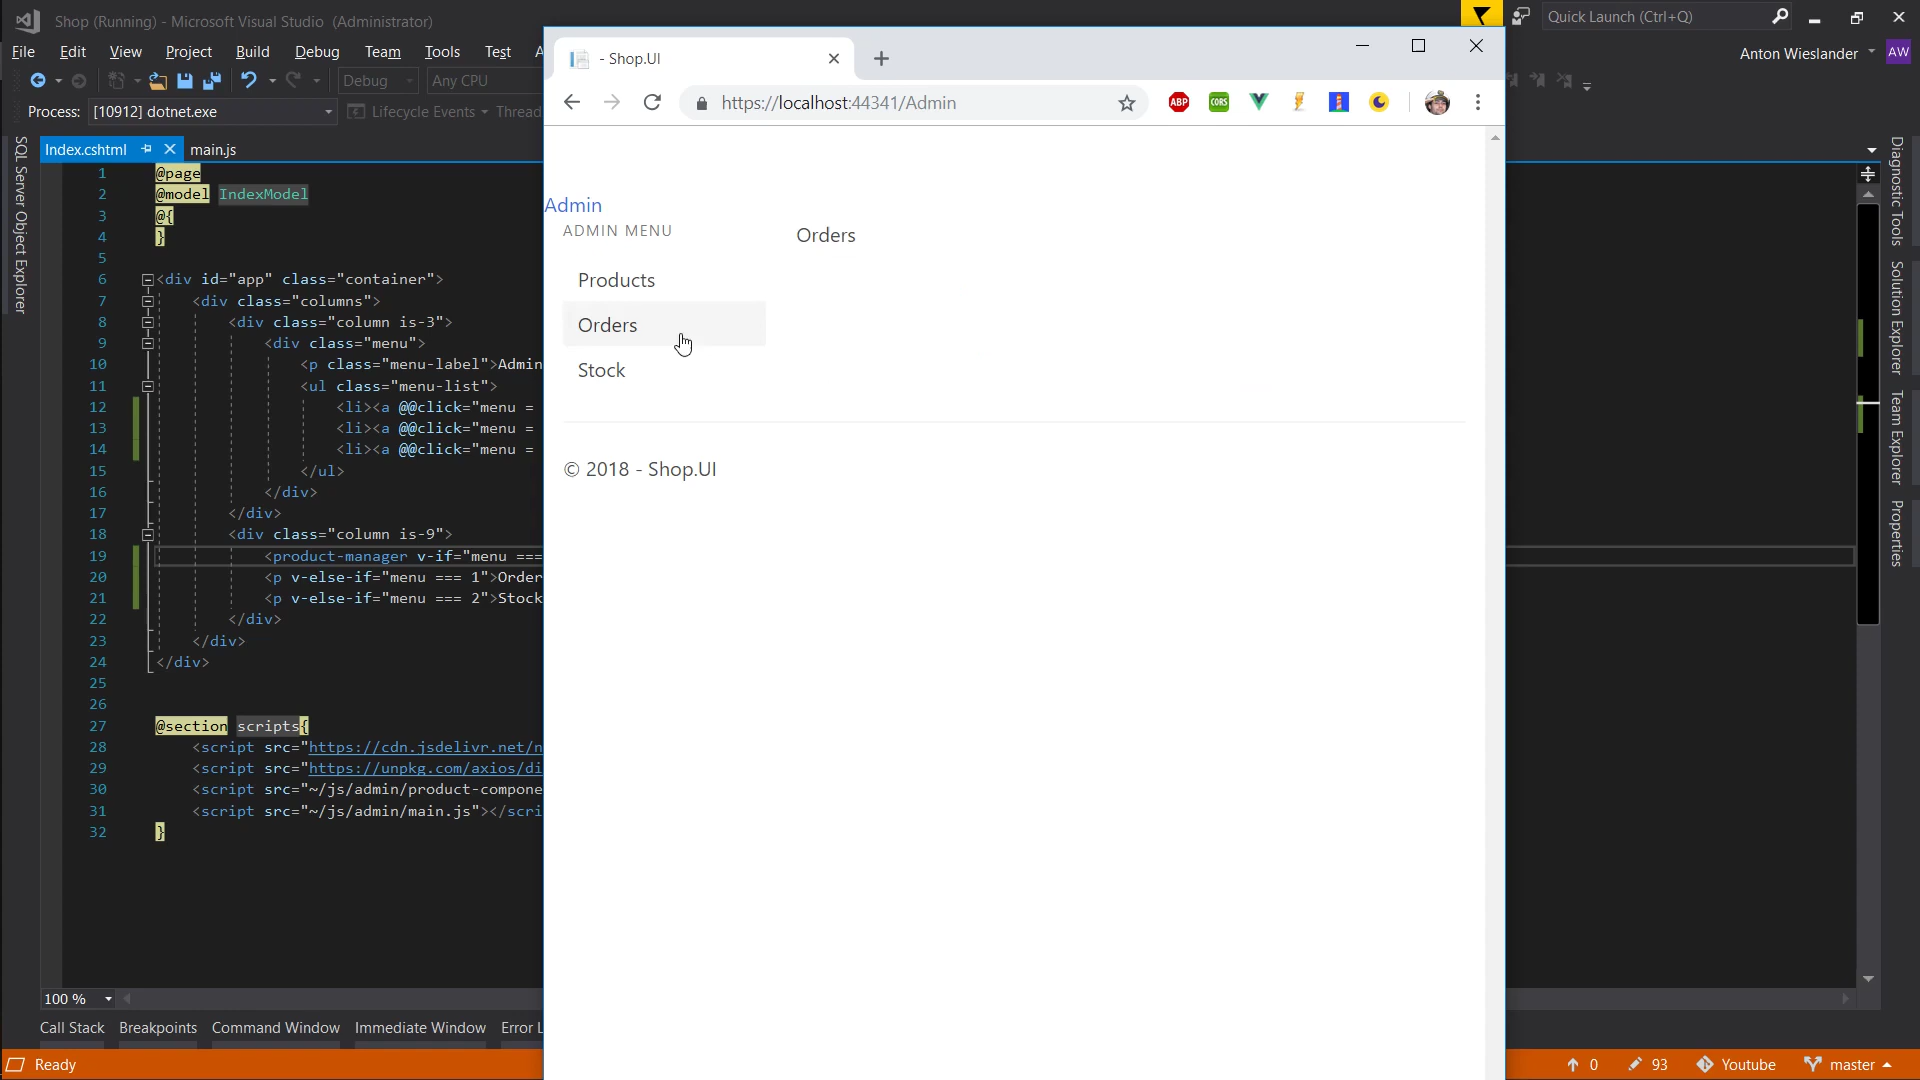 Shop (Running) - Microsoft Visual Studio (Administrator)
Quick Launch (Ctrl+Q)
File Edit View Project Build Debug Team Tools Test A
Anton Wieslander AW
Debug Any CPU
Process: [10912] dotnet.exe Lifecycle Events Thread
Index.cshtml main.js
SQL Server Object Explorer
1 @page
2 @model IndexModel
3 @{
4 }
5
6 <div id="app" class="container">
7 <div class="columns">
8 <div class="column is-3">
9 <div class="menu">
10 <p class="menu-label">Admin
11 <ul class="menu-list">
12 <li><a @@click="menu =
13 <li><a @@click="menu =
14 <li><a @@click="menu =
15 </ul>
16 </div>
17 </div>
18 <div class="column is-9">
19 <product-manager v-if="menu ===
20 <p v-else-if="menu === 1">Order
21 <p v-else-if="menu === 2">Stock
22 </div>
23 </div>
24 </div>
25
26
27 @section scripts{
28 <script src="https://cdn.jsdelivr.net/n
29 <script src="https://unpkg.com/axios/di
30 <script src="~/js/admin/product-compone
31 <script src="~/js/admin/main.js"></scri
32 }
100 %
Call Stack Breakpoints Command Window Immediate Window Error L
Ready
- Shop.UI
https://localhost:44341/Admin
ABP CORS
Admin
ADMIN MENU
Products
Orders
Stock
Orders
© 2018 - Shop.UI
Diagnostic Tools
Solution Explorer
Team Explorer
Properties
0 93 Youtube master